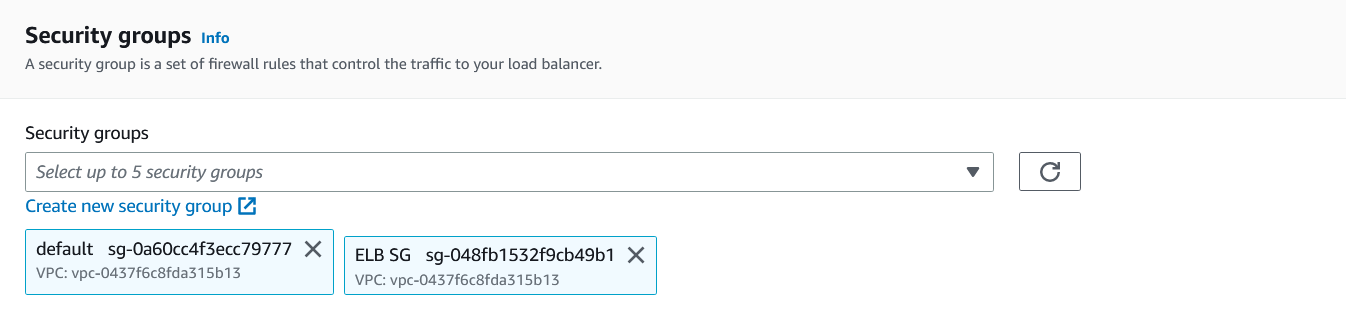 Security groups Info
A security group is a set of firewall rules that control the traffic to your load balancer.
Security groups
Select up to 5 security groups
Create new security group
default sg-0a60cc4f3ecc79777
VPC: vpc-0437f6c8fda315b13
ELB SG sg-048fb1532f9cb49b1
VPC: vpc-0437f6c8fda315b13